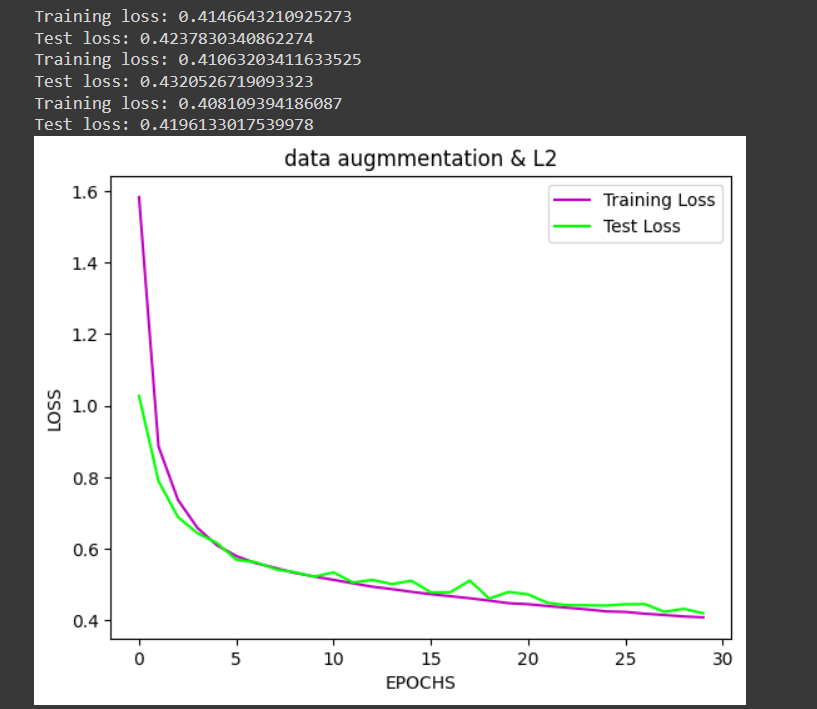 Training loss: 0.4146643210925273
Test loss: 0.4237830340862274
Training loss: 0.41063203411633525
Test loss: 0.4320526719093323
Training loss: 0.408109394186087
Test loss: 0.4196133017539978
data augmmentation & L2
Training Loss
Test Loss
1.6
1.4
1.2
1.0
0.8
0.6
0.4
LOSS
0 5 10 15 20 25 30
EPOCHS